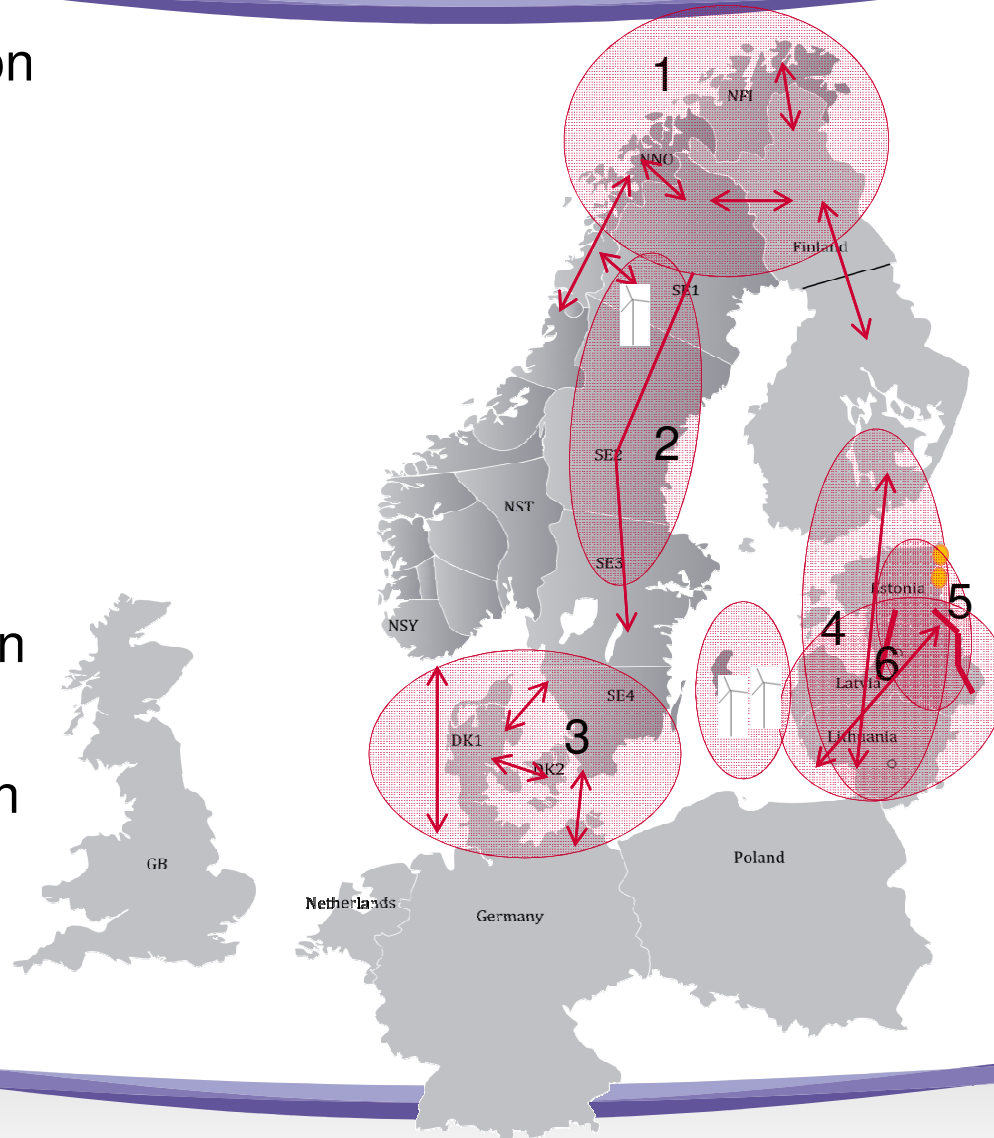 on
1
NFI
NNO
Finland
SE1
SE2
2
NST
SE3
Estonia
5
NSY
4
6
Latvia
n
SE4
DK1
3
Lithuania
DK2
n
Poland
GB
Netherlands
Germany